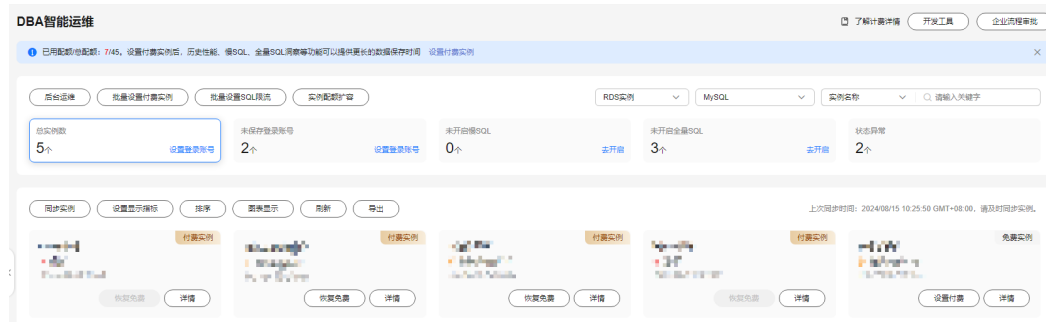 DBA智能运维
了解计费详情 开发工具 企业流程审批
已用配额/总配额：7/45。设置付费实例后，历史性能、慢SQL、全量SQL洞察等功能可以提供更长的数据保存时间 设置付费实例
后台运维 批量设置付费实例 批量设置SQL限流 实例配额扩容 RDS实例 MySQL 实例名称 请输入关键字
总实例数 未保存登录账号 未开启慢SQL 未开启全量SQL 状态异常
5个 设置登录账号 2个 设置登录账号 0个 去开启 3个 去开启 2个
同步实例 设置显示指标 排序 图表显示 刷新 导出 上次同步时间：2024/08/15 10:25:50 GMT+08:00，请及时同步实例。
付费实例 付费实例 付费实例 付费实例 免费实例
恢复免费 详情 恢复免费 详情 恢复免费 详情 恢复免费 详情 设置付费 详情